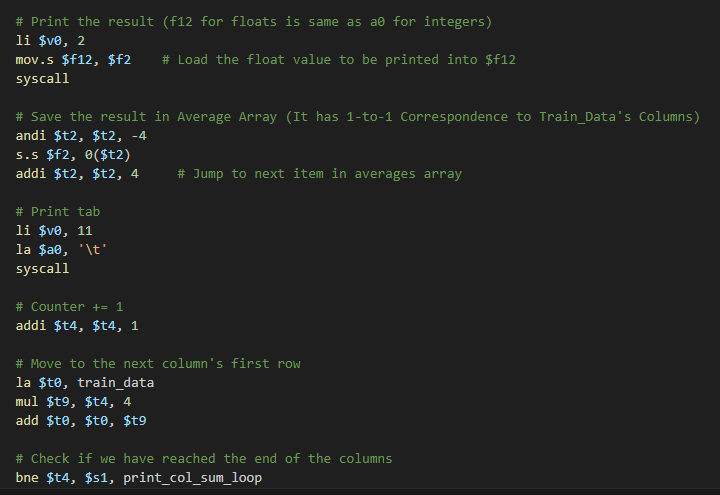 # Print the result (f12 for floats is same as a0 for integers)
li $v0, 2
mov.s $f12, $f2    # Load the float value to be printed into $f12
syscall
# Save the result in Average Array (It has 1-to-1 Correspondence to Train_Data's Columns)
andi $t2, $t2, -4
s.s $f2, 0($t2)
addi $t2, $t2, 4     # Jump to next item in averages array
# Print tab
li $v0, 11
la $a0, '\t'
syscall
# Counter += 1
addi $t4, $t4, 1
# Move to the next column's first row
la $t0, train_data
mul $t9, $t4, 4
add $t0, $t0, $t9
# Check if we have reached the end of the columns
bne $t4, $s1, print_col_sum_loop